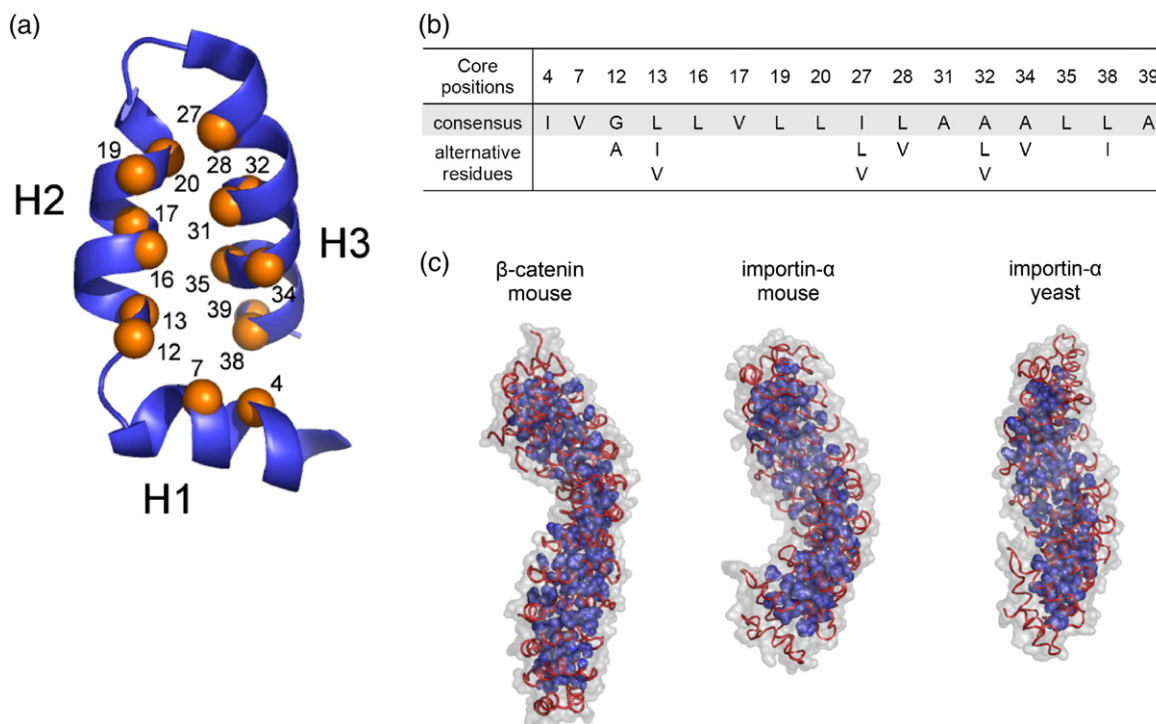 (a)
27
19
28 32
20
H2
17
31
H3
16
35
34
39
13
12
38
7
4
H1
(b)
Core positions 4 7 12 13 16 17 19 20 27 28 31 32 34 35 38 39
consensus I V G L L V L L I L A A A L L A
alternative A I L V L V I
residues V V V
(c)
β-catenin
mouse
importin-α
mouse
importin-α
yeast